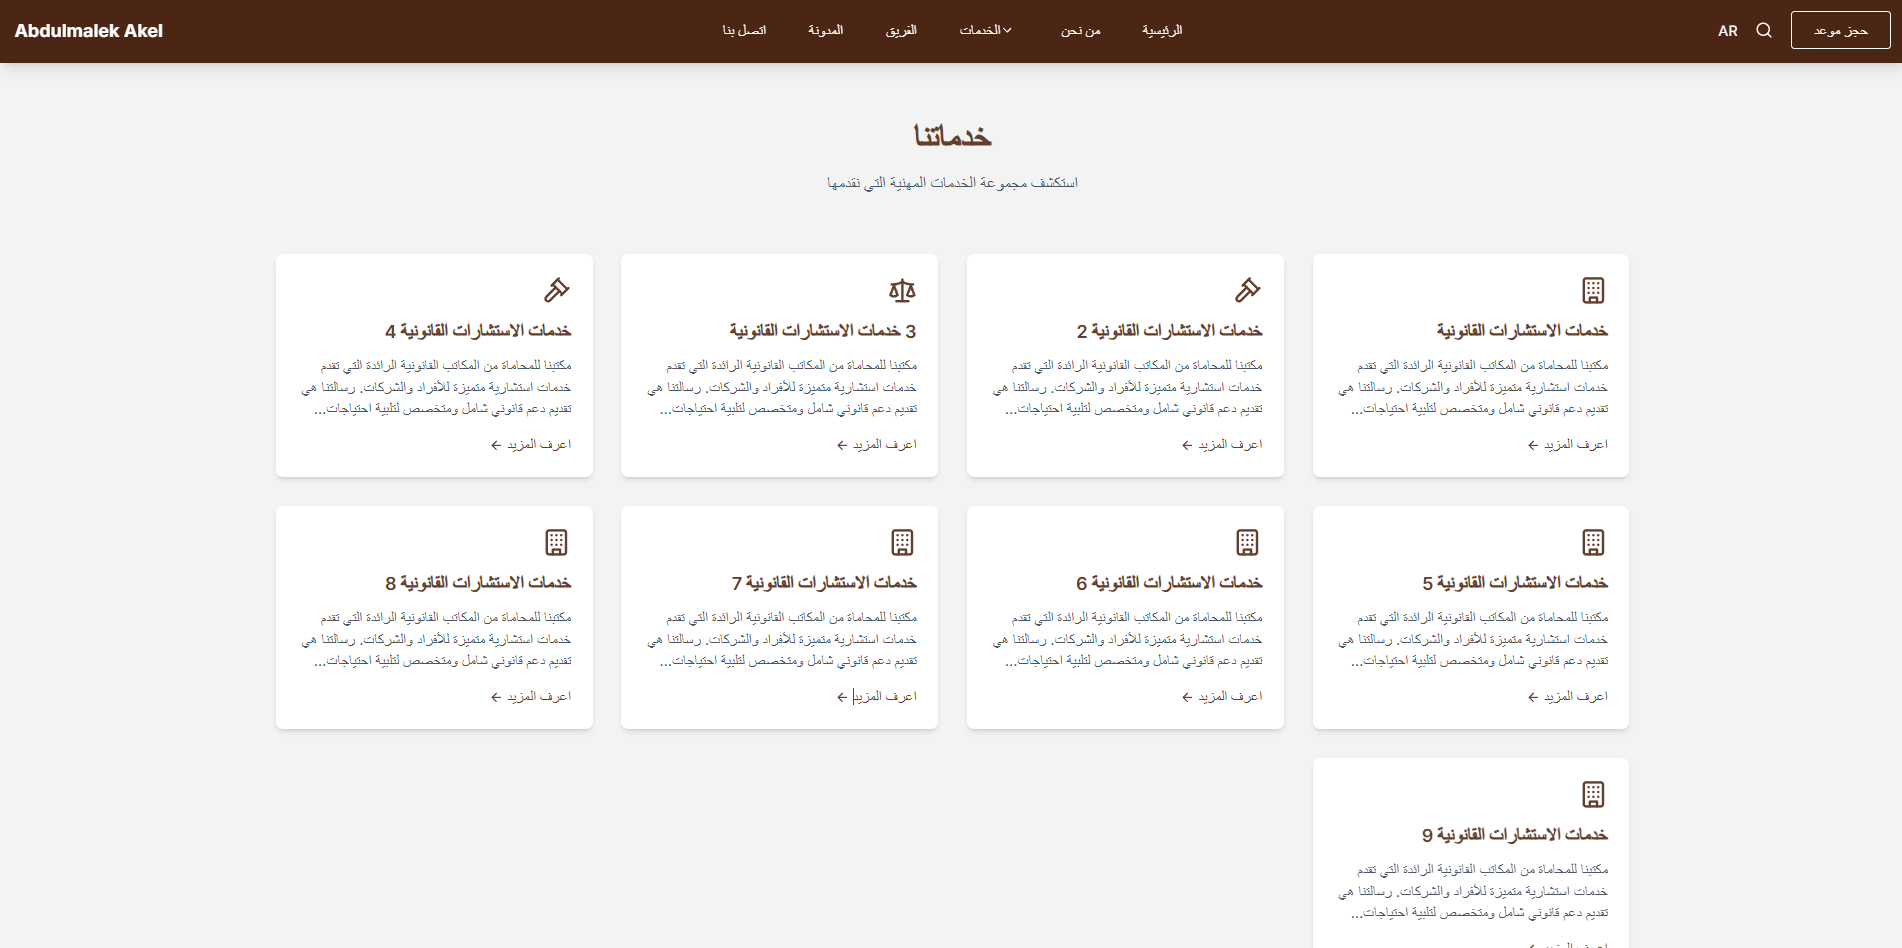 Abdulmalek Akel
الرئيسية
من نحن
الخدمات
الفريق
المدونة
اتصل بنا
AR
حجز موعد
خدماتنا
استكشف مجموعة الخدمات المهنية التي نقدمها
خدمات الاستشارات القانونية
مكتبنا للمحاماة من المكاتب القانونية الرائدة التي تقدم
خدمات استشارية متميزة للأفراد والشركات. رسالتنا هي
تقديم دعم قانوني شامل ومتخصص لتلبية احتياجات...
اعرف المزيد ←
خدمات الاستشارات القانونية 2
مكتبنا للمحاماة من المكاتب القانونية الرائدة التي تقدم
خدمات استشارية متميزة للأفراد والشركات. رسالتنا هي
تقديم دعم قانوني شامل ومتخصص لتلبية احتياجات...
اعرف المزيد ←
3 خدمات الاستشارات القانونية
مكتبنا للمحاماة من المكاتب القانونية الرائدة التي تقدم
خدمات استشارية متميزة للأفراد والشركات. رسالتنا هي
تقديم دعم قانوني شامل ومتخصص لتلبية احتياجات...
اعرف المزيد ←
خدمات الاستشارات القانونية 4
مكتبنا للمحاماة من المكاتب القانونية الرائدة التي تقدم
خدمات استشارية متميزة للأفراد والشركات. رسالتنا هي
تقديم دعم قانوني شامل ومتخصص لتلبية احتياجات...
اعرف المزيد ←
خدمات الاستشارات القانونية 5
مكتبنا للمحاماة من المكاتب القانونية الرائدة التي تقدم
خدمات استشارية متميزة للأفراد والشركات. رسالتنا هي
تقديم دعم قانوني شامل ومتخصص لتلبية احتياجات...
اعرف المزيد ←
خدمات الاستشارات القانونية 6
مكتبنا للمحاماة من المكاتب القانونية الرائدة التي تقدم
خدمات استشارية متميزة للأفراد والشركات. رسالتنا هي
تقديم دعم قانوني شامل ومتخصص لتلبية احتياجات...
اعرف المزيد ←
خدمات الاستشارات القانونية 7
مكتبنا للمحاماة من المكاتب القانونية الرائدة التي تقدم
خدمات استشارية متميزة للأفراد والشركات. رسالتنا هي
تقديم دعم قانوني شامل ومتخصص لتلبية احتياجات...
اعرف المزيد ←
خدمات الاستشارات القانونية 8
مكتبنا للمحاماة من المكاتب القانونية الرائدة التي تقدم
خدمات استشارية متميزة للأفراد والشركات. رسالتنا هي
تقديم دعم قانوني شامل ومتخصص لتلبية احتياجات...
اعرف المزيد ←
خدمات الاستشارات القانونية 9
مكتبنا للمحاماة من المكاتب القانونية الرائدة التي تقدم
خدمات استشارية متميزة للأفراد والشركات. رسالتنا هي
تقديم دعم قانوني شامل ومتخصص لتلبية احتياجات...